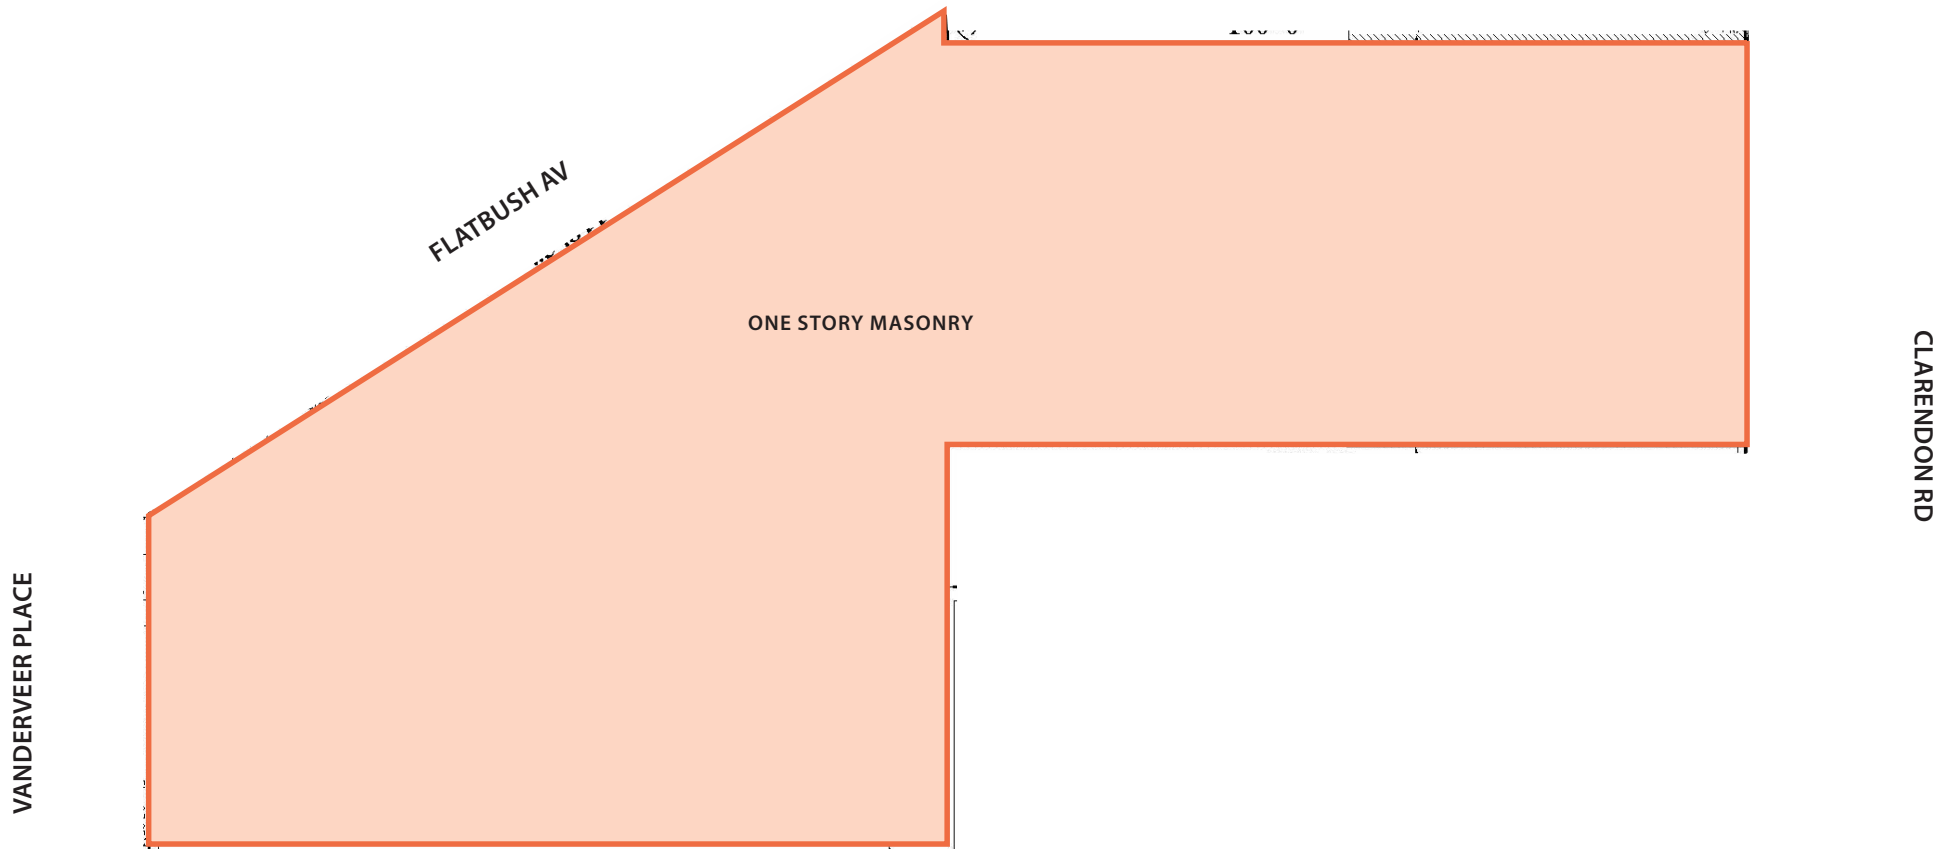 FLATBUSH AV
ONE STORY MASONRY
CLARENDON RD
VANDERVEER PLACE